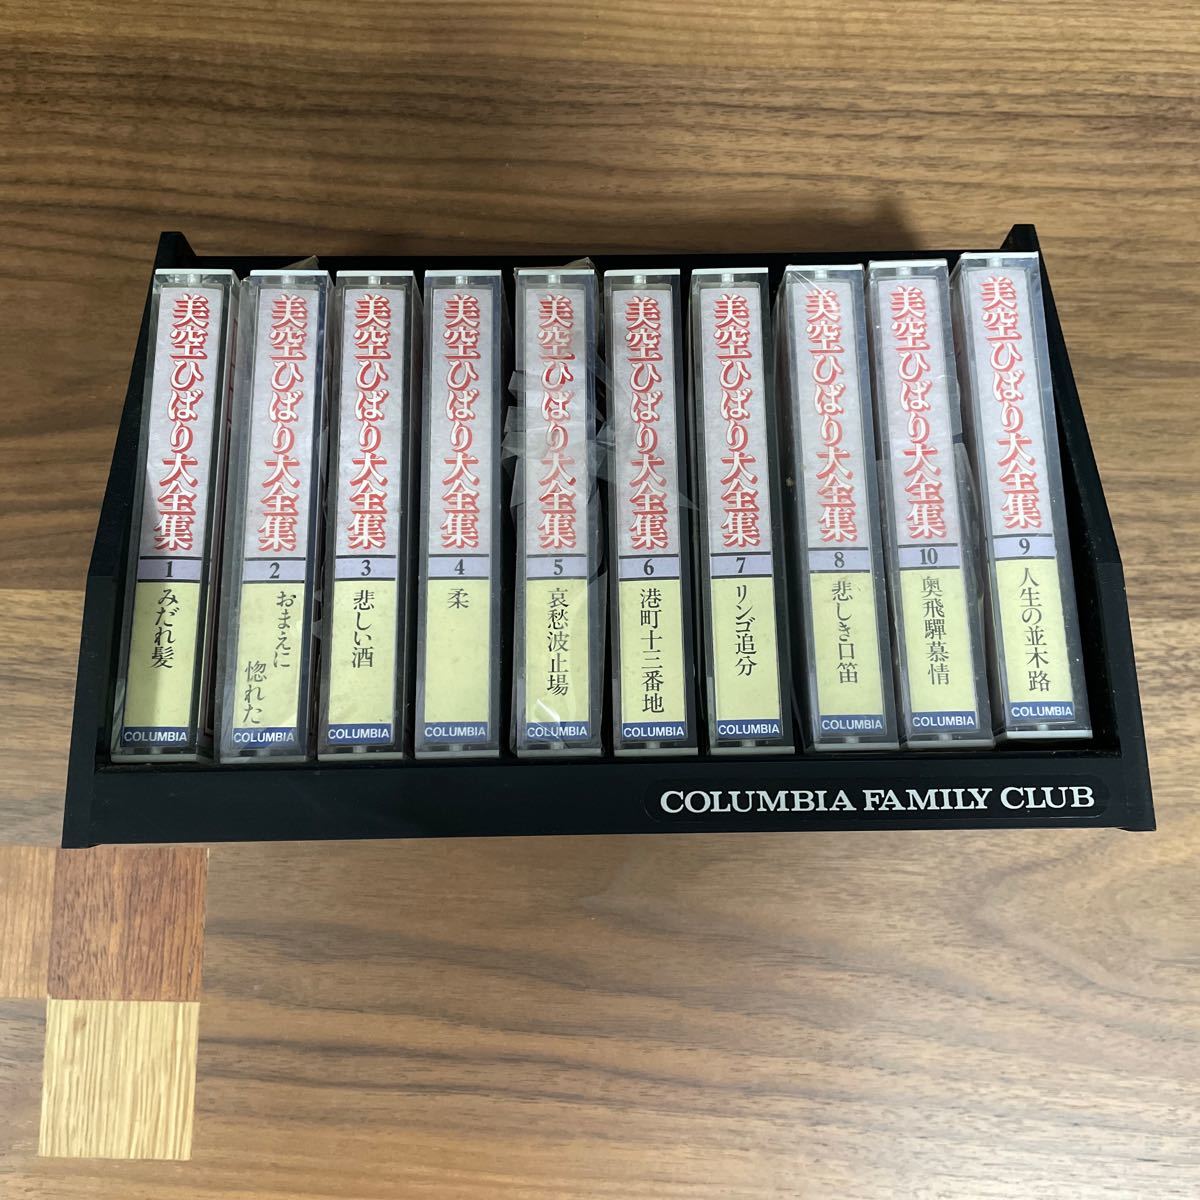 美空ひばり大全集
1
みだれ髪
COLUMBIA
美空ひばり大全集
2
おまえに
惚れた
COLUMBIA
美空ひばり大全集
3
悲しい酒
COLUMBIA
美空ひばり大全集
4
柔
COLUMBIA
美空ひばり大全集
5
哀愁波止場
COLUMBIA
美空ひばり大全集
6
港町十三番地
COLUMBIA
美空ひばり大全集
7
リンゴ追分
COLUMBIA
美空ひばり大全集
8
悲しき口笛
COLUMBIA
美空ひばり大全集
10
奥飛驒慕情
COLUMBIA
美空ひばり大全集
9
人生の並木路
COLUMBIA
COLUMBIA FAMILY CLUB